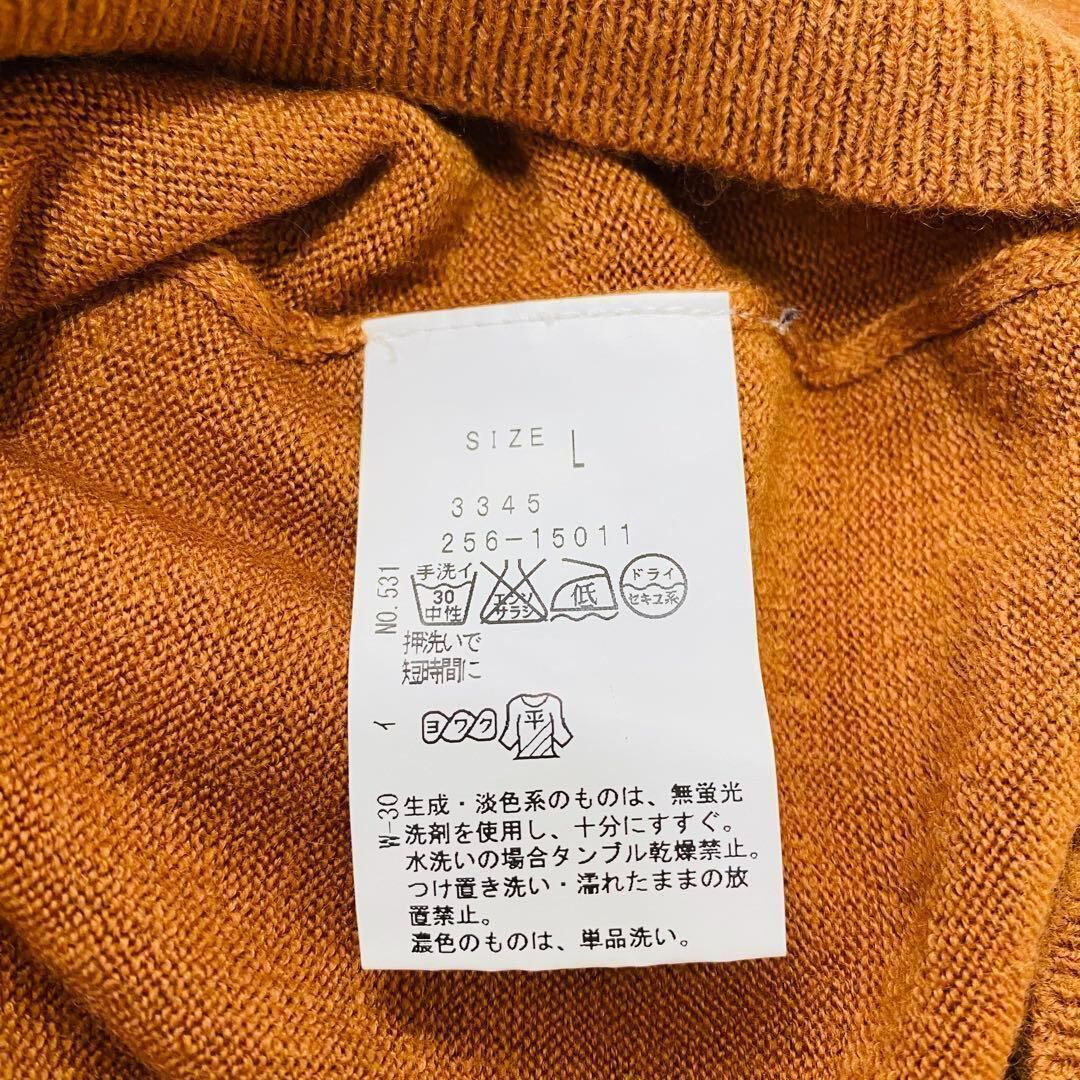 SIZE L
3345
256-15011
手洗イ
30
中性
エンソ
サラシ
低
ドライ
セキユ系
NO.531
押洗いで
短時間に
イ
ヨワク
平
W-30
生成・淡色系のものは、無蛍光
洗剤を使用し、十分にすすぐ。
水洗いの場合タンブル乾燥禁止。
つけ置き洗い・濡れたままの放
置禁止。
濃色のものは、単品洗い。